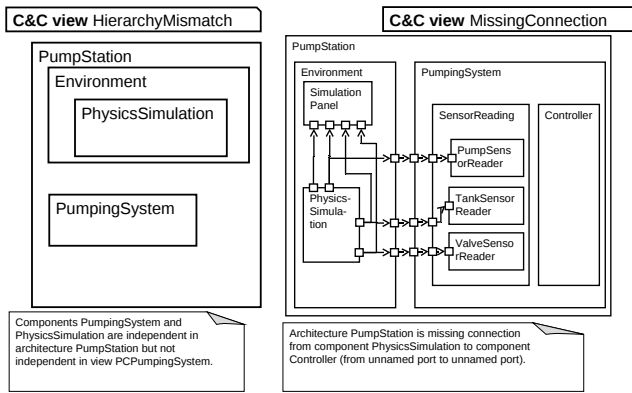 C&C view HierarchyMismatch
PumpStation
Environment
PhysicsSimulation
PumpingSystem
Components PumpingSystem and
PhysicsSimulation are independent in
architecture PumpStation but not
independent in view PCPumpingSystem.
C&C view MissingConnection
PumpStation
Environment
Simulation
Panel
Physics-
Simula-
tion
PumpingSystem
SensorReading
PumpSens
orReader
TankSensor
Reader
ValveSenso
rReader
Controller
Architecture PumpStation is missing connection
from component PhysicsSimulation to component
Controller (from unnamed port to unnamed port).